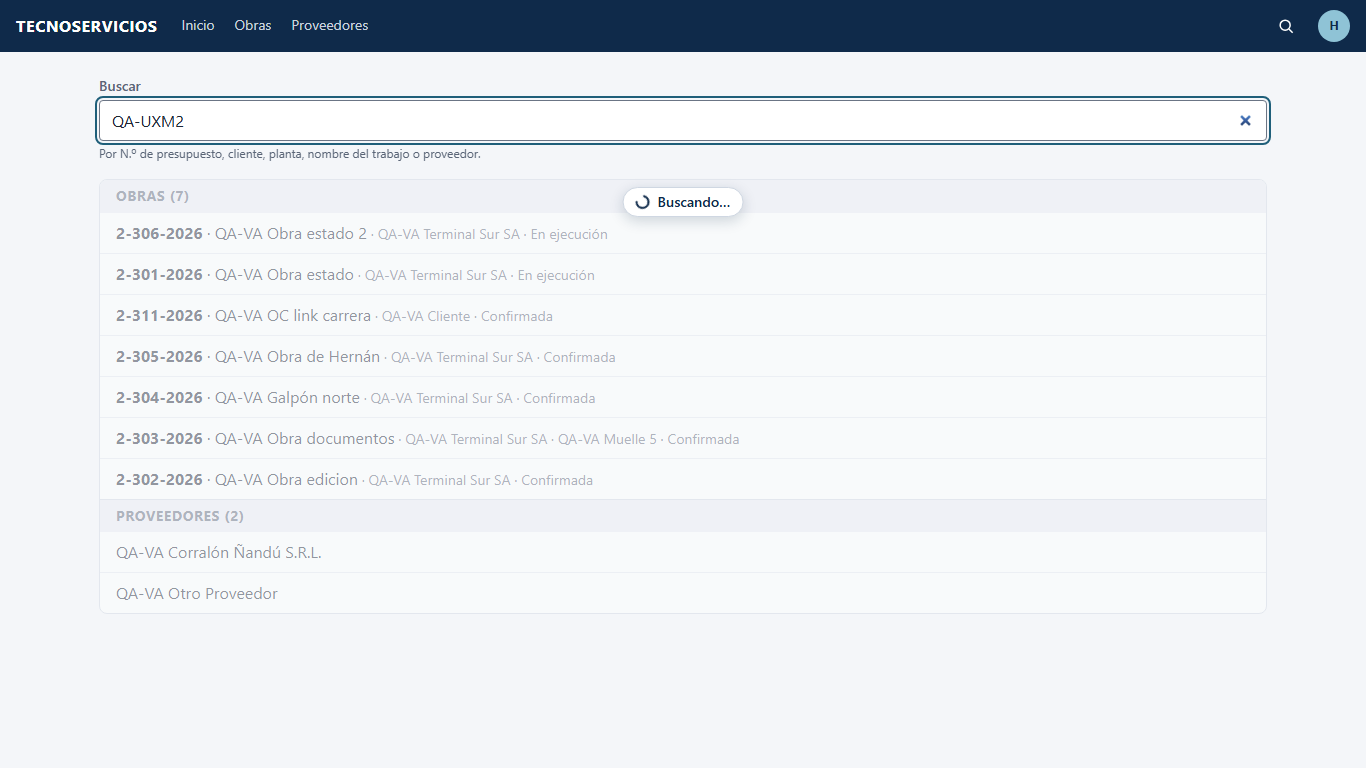 TECNOSERVICIOS Inicio Obras Proveedores H
Buscar
QA-UXM2
Por N.º de presupuesto, cliente, planta, nombre del trabajo o proveedor.
OBRAS (7)
Buscando...
2-306-2026 · QA-VA Obra estado 2 · QA-VA Terminal Sur SA · En ejecución
2-301-2026 · QA-VA Obra estado · QA-VA Terminal Sur SA · En ejecución
2-311-2026 · QA-VA OC link carrera · QA-VA Cliente · Confirmada
2-305-2026 · QA-VA Obra de Hernán · QA-VA Terminal Sur SA · Confirmada
2-304-2026 · QA-VA Galpón norte · QA-VA Terminal Sur SA · Confirmada
2-303-2026 · QA-VA Obra documentos · QA-VA Terminal Sur SA · QA-VA Muelle 5 · Confirmada
2-302-2026 · QA-VA Obra edicion · QA-VA Terminal Sur SA · Confirmada
PROVEEDORES (2)
QA-VA Corralón Ñandú S.R.L.
QA-VA Otro Proveedor